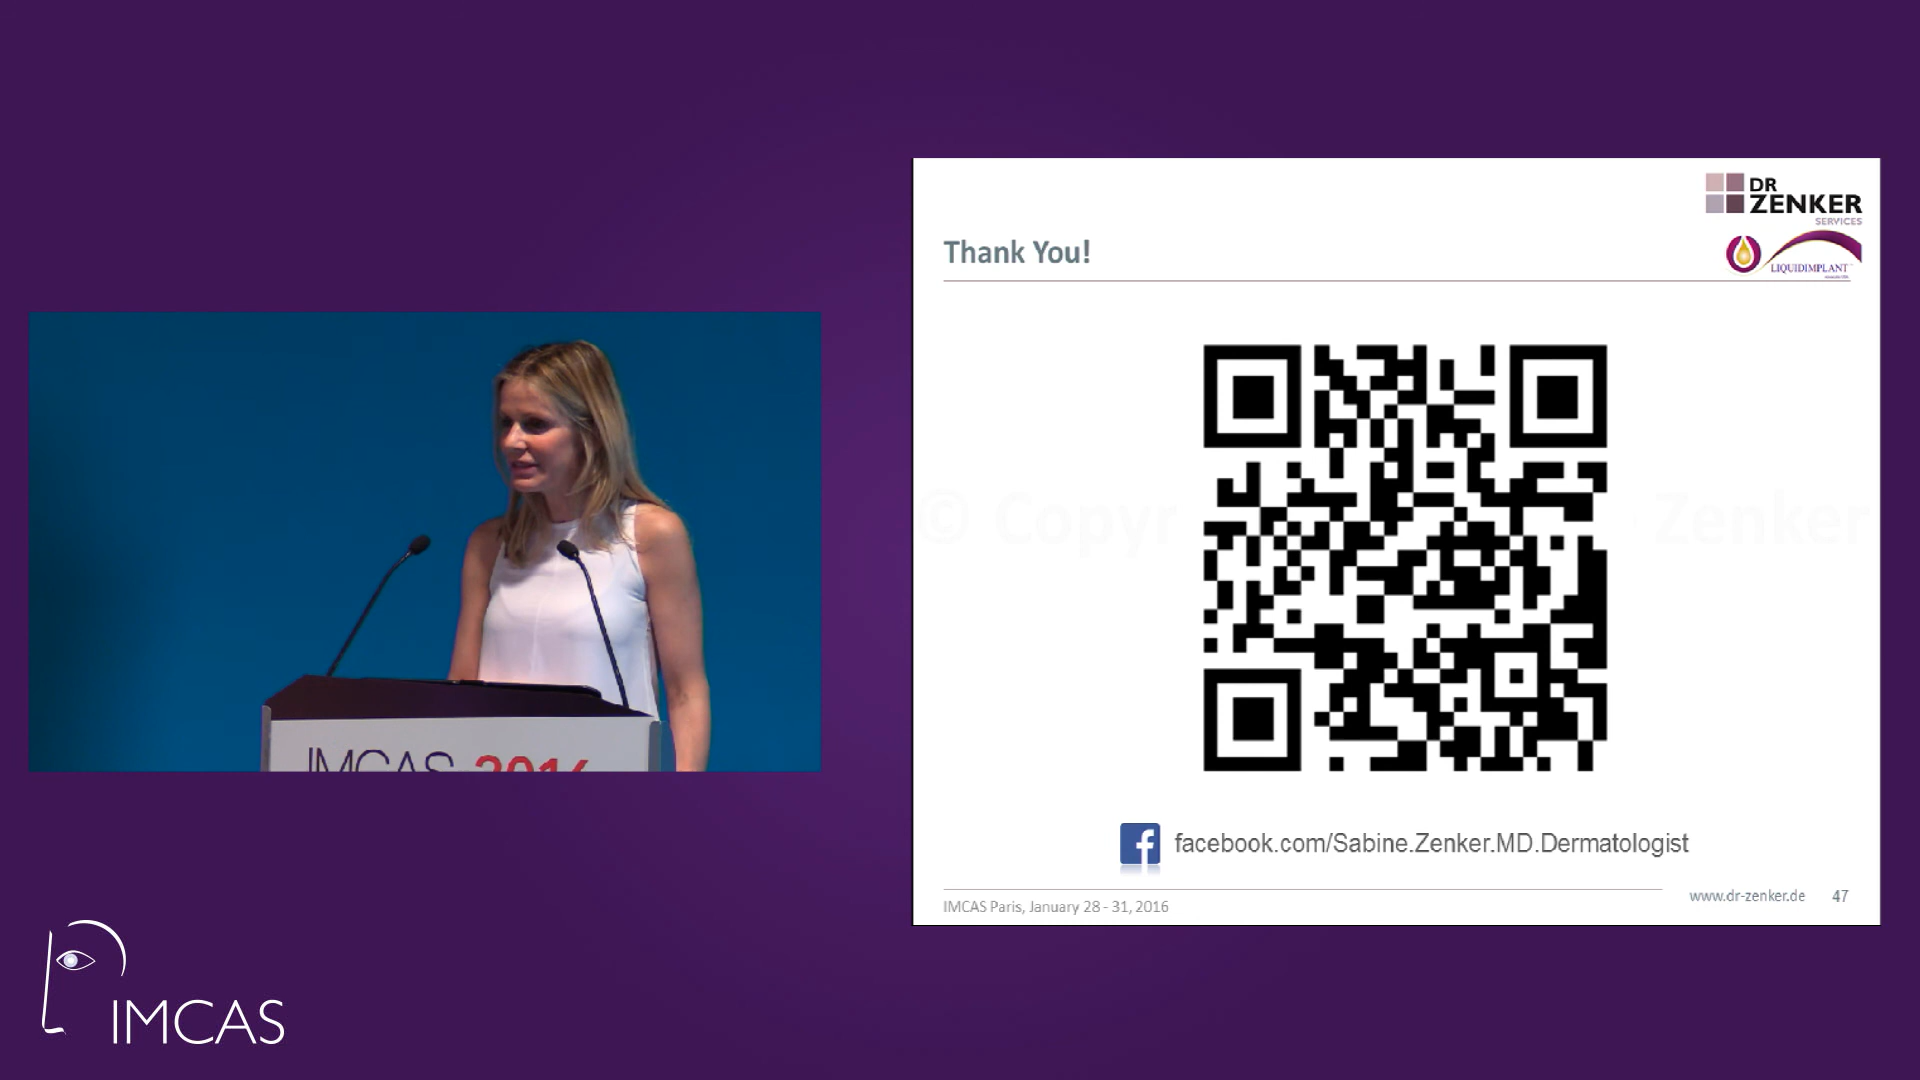 DR
ZENKER
SERVICES
LIQUIDIMPLANT
Thank You!
© Copyr Zenker
facebook.com/Sabine.Zenker.MD.Dermatologist
www.dr-zenker.de 47
IMCAS Paris, January 28 - 31, 2016
IMCAS 2016
IMCAS